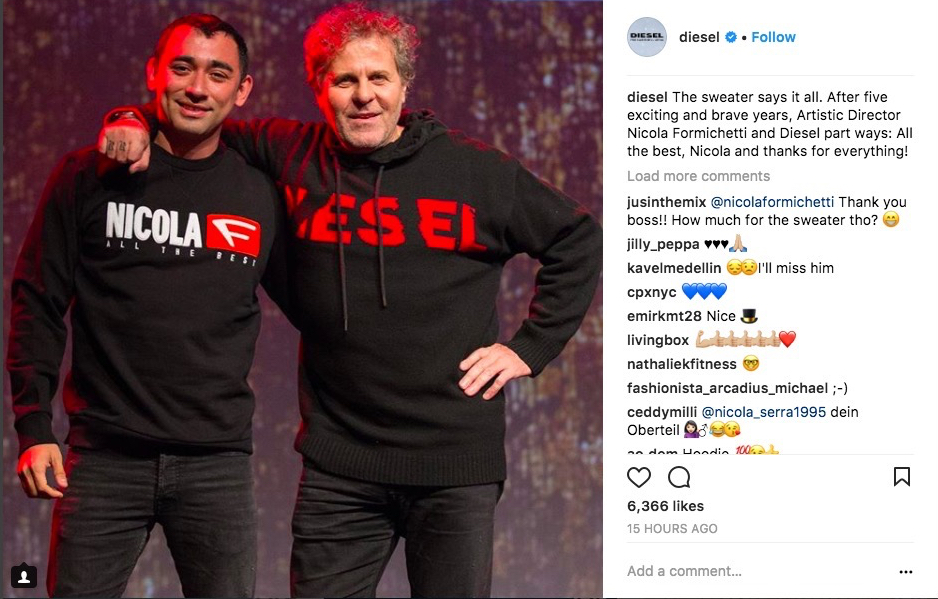 NICOLA
ALL THE BEST
DIESEL
DIESEL
diesel • Follow
diesel The sweater says it all. After five
exciting and brave years, Artistic Director
Nicola Formichetti and Diesel part ways: All
the best, Nicola and thanks for everything!
Load more comments
jusinthemix @nicolaformichetti Thank you
boss!! How much for the sweater tho? 😁
jilly_peppa ♥♥♥🙏🏼
kavelmedellin 😔😟I'll miss him
cpxnyc 💙💙💙
emirkmt28 Nice 🎩
livingbox 💪🏼👍🏼👍🏼👍🏼👍🏼❤️
nathaliekfitness 🤓
fashionista_arcadius_michael ;-)
ceddymilli @nicola_serra1995 dein
Oberteil 💁🏻♂😂😘
6,366 likes
15 HOURS AGO
Add a comment...